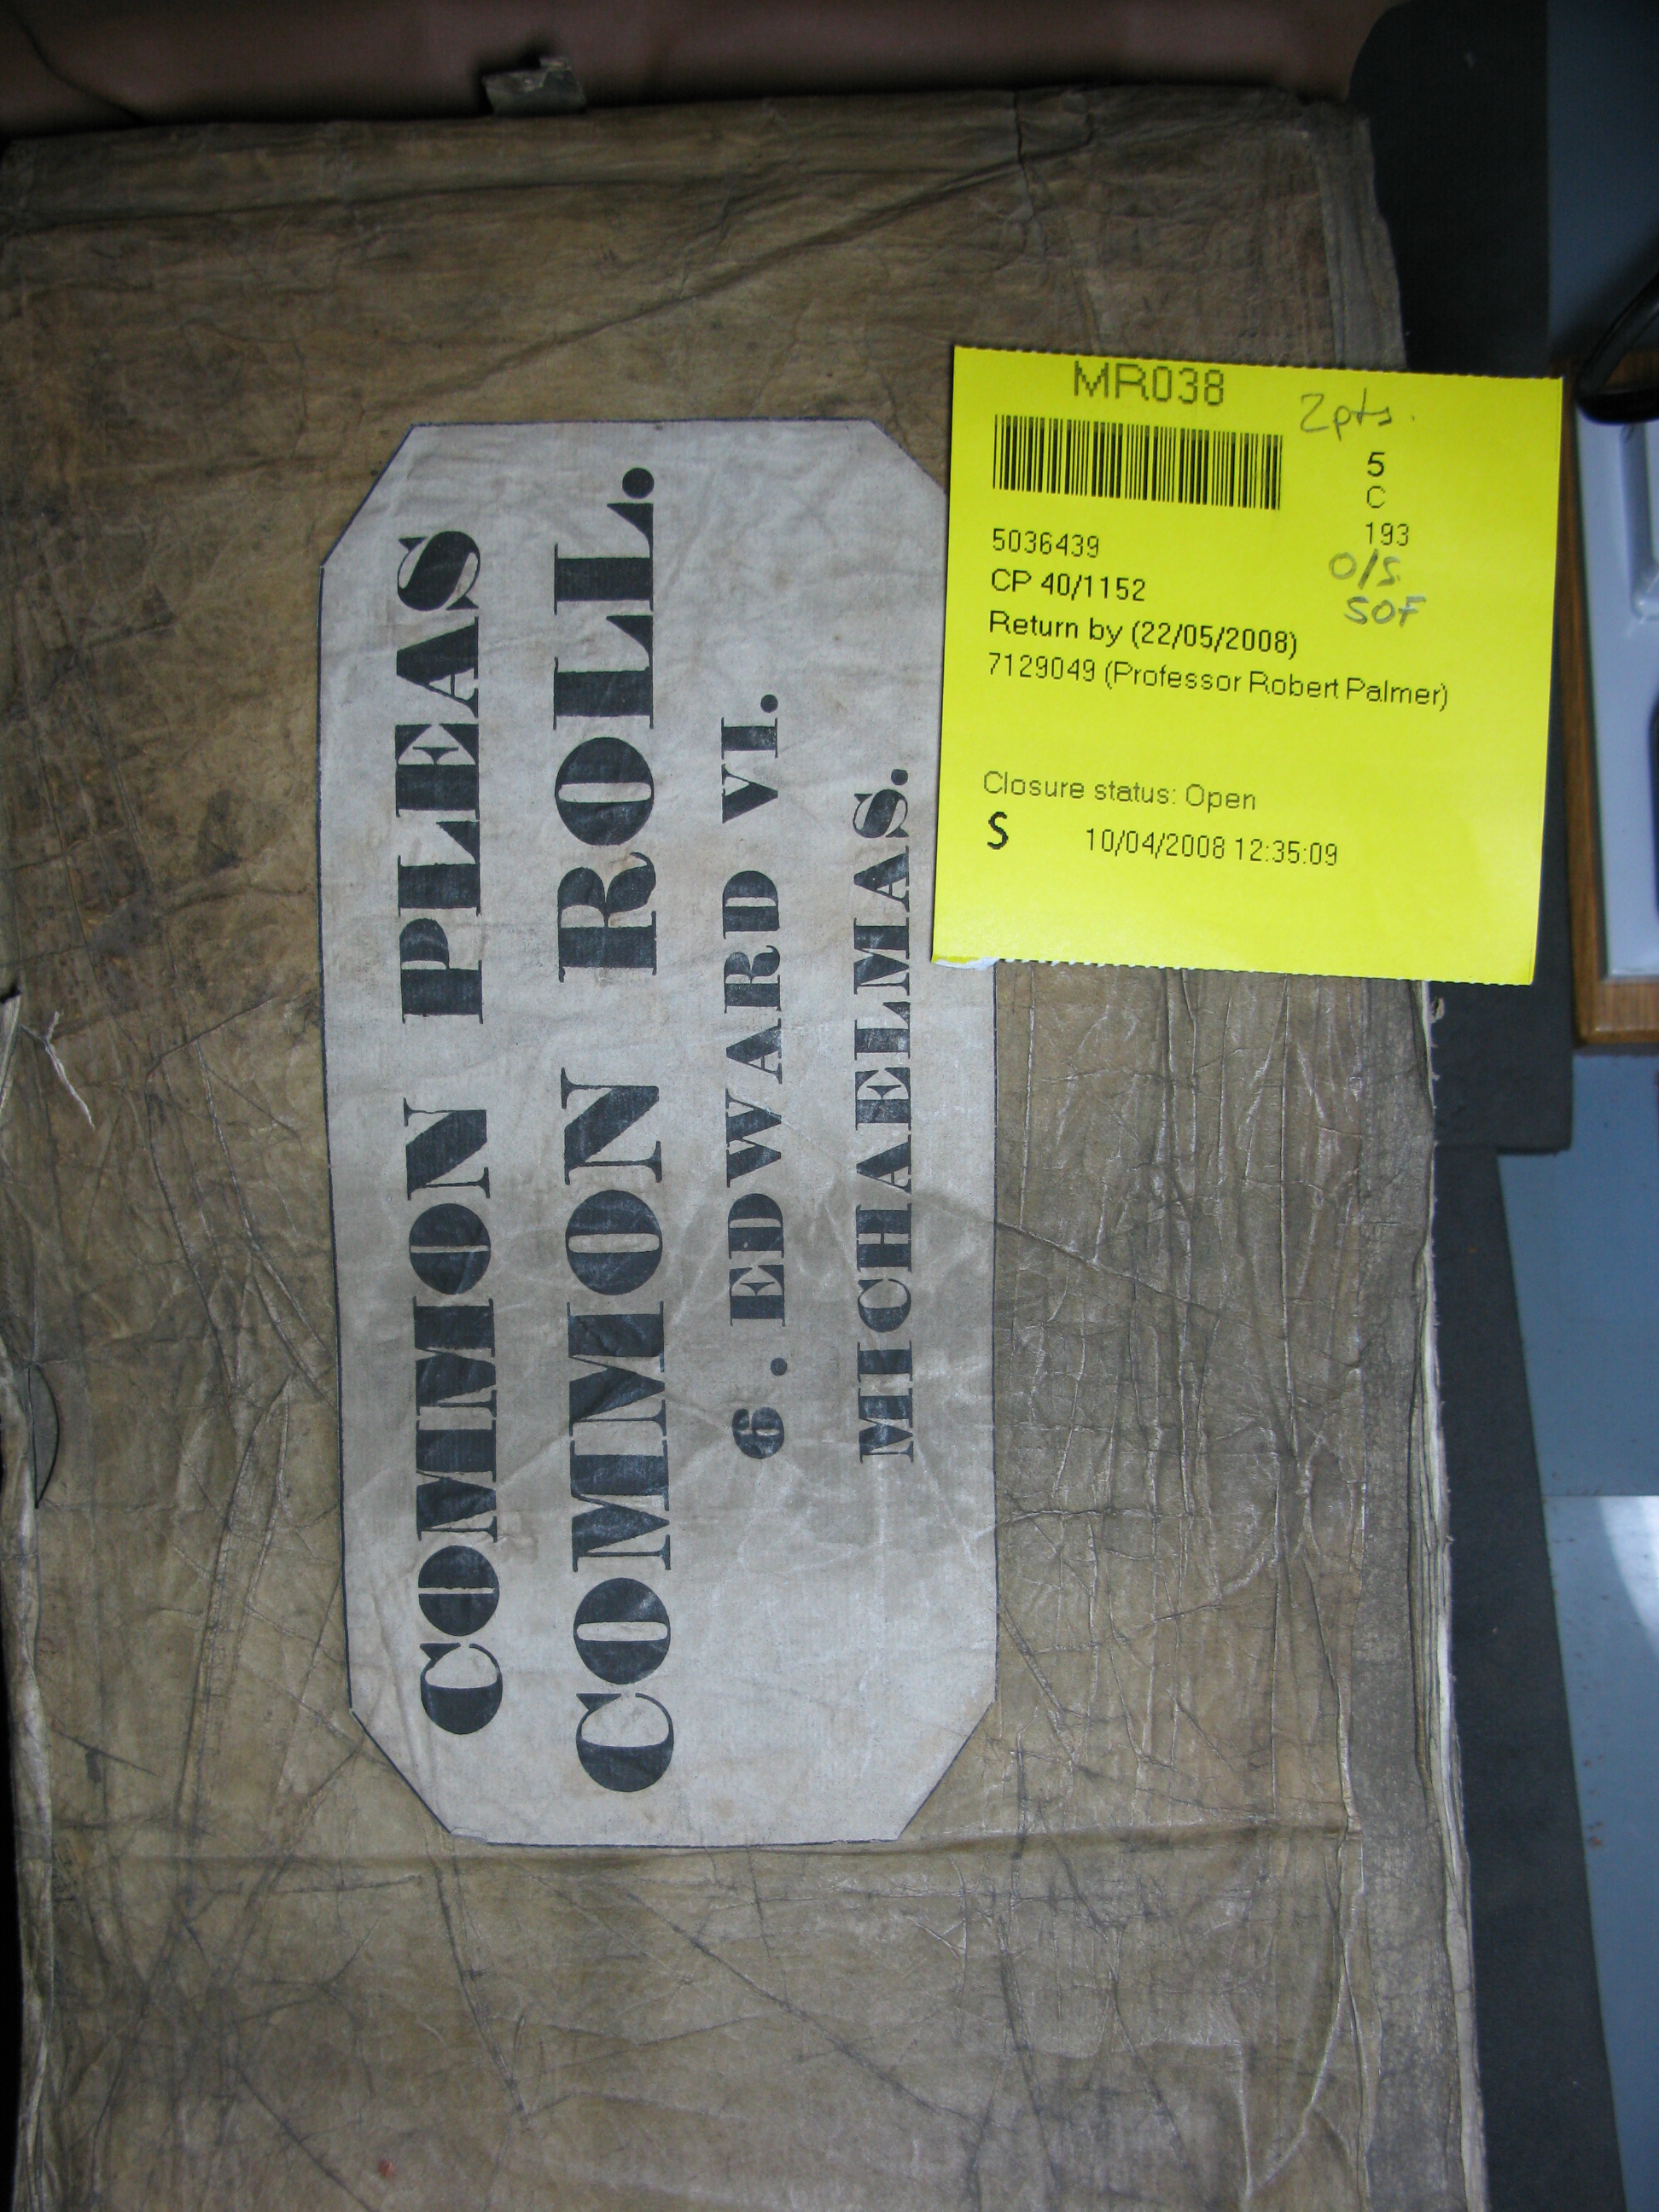 COMMON PLEAS
COMMON ROLL.
6. EDWARD VI.
MICHAELMAS.
MR038
2pts.
5
C
193
O/S
SOF
5036439
CP 40/1152
Return by (22/05/2008)
7129049 (Professor Robert Palmer)
Closure status: Open
S 10/04/2008 12:35:09